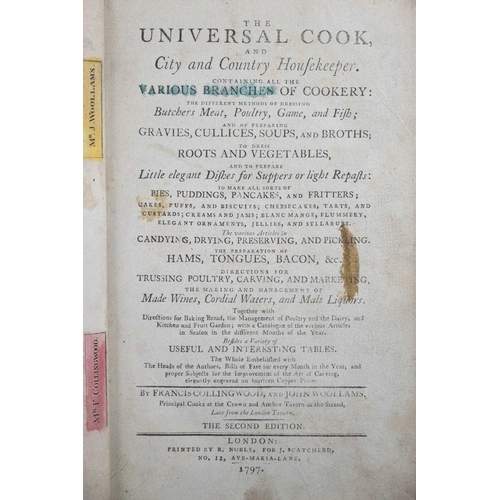 THE
UNIVERSAL COOK,
AND
City and Country Houſekeeper.
CONTAINING ALL THE
VARIOUS BRANCHES OF COOKERY:
THE DIFFERENT METHODS OF DRESSING
Butchers Meat, Poultry, Game, and Fiſh;
AND OF PREPARING
GRAVIES, CULLICES, SOUPS, AND BROTHS;
TO DRESS
ROOTS AND VEGETABLES,
AND TO PREPARE
Little elegant Diſhes for Suppers or light Repaſts:
TO MAKE ALL SORTS OF
PIES, PUDDINGS, PANCAKES, AND FRITTERS;
CAKES, PUFFS, AND BISCUITS; CHEESECAKES, TARTS, AND
CUSTARDS; CREAMS AND JAMS; BLANC MANGE, FLUMMERY,
ELEGANT ORNAMENTS, JELLIES, AND SYLLABUBS.
The various Articles in
CANDYING, DRYING, PRESERVING, AND PICKLING.
THE PREPARATION OF
HAMS, TONGUES, BACON, &c.
DIRECTIONS FOR
TRUSSING POULTRY, CARVING, AND MARKETING.
THE MAKING AND MANAGEMENT OF
Made Wines, Cordial Waters, and Malt Liquors.
Together with
Directions for Baking Bread, the Management of Poultry and the Dairy, and
Kitchen and Fruit Garden; with a Catalogue of the various Articles
in Seaſon in the different Months of the Year.
Beſides a Variety of
USEFUL AND INTERESTING TABLES.
The Whole Embelliſhed with
The Heads of the Authors, Bills of Fare for every Month in the Year, and
proper Subjects for the Improvement of the Art of Carving,
elegantly engraved on fourteen Copper-Plates.
BY FRANCIS COLLINGWOOD, AND JOHN WOOLLAMS,
Principal Cooks at the Crown and Anchor Tavern in the Strand,
Late from the London Tavern.
THE SECOND EDITION.
LONDON:
PRINTED BY R. NOBLE, FOR J. SCATCHERD,
NO. 12, AVE-MARIA-LANE.
1797.
Mr. J. WOOLLAMS.
Mr. F. COLLINGWOOD.